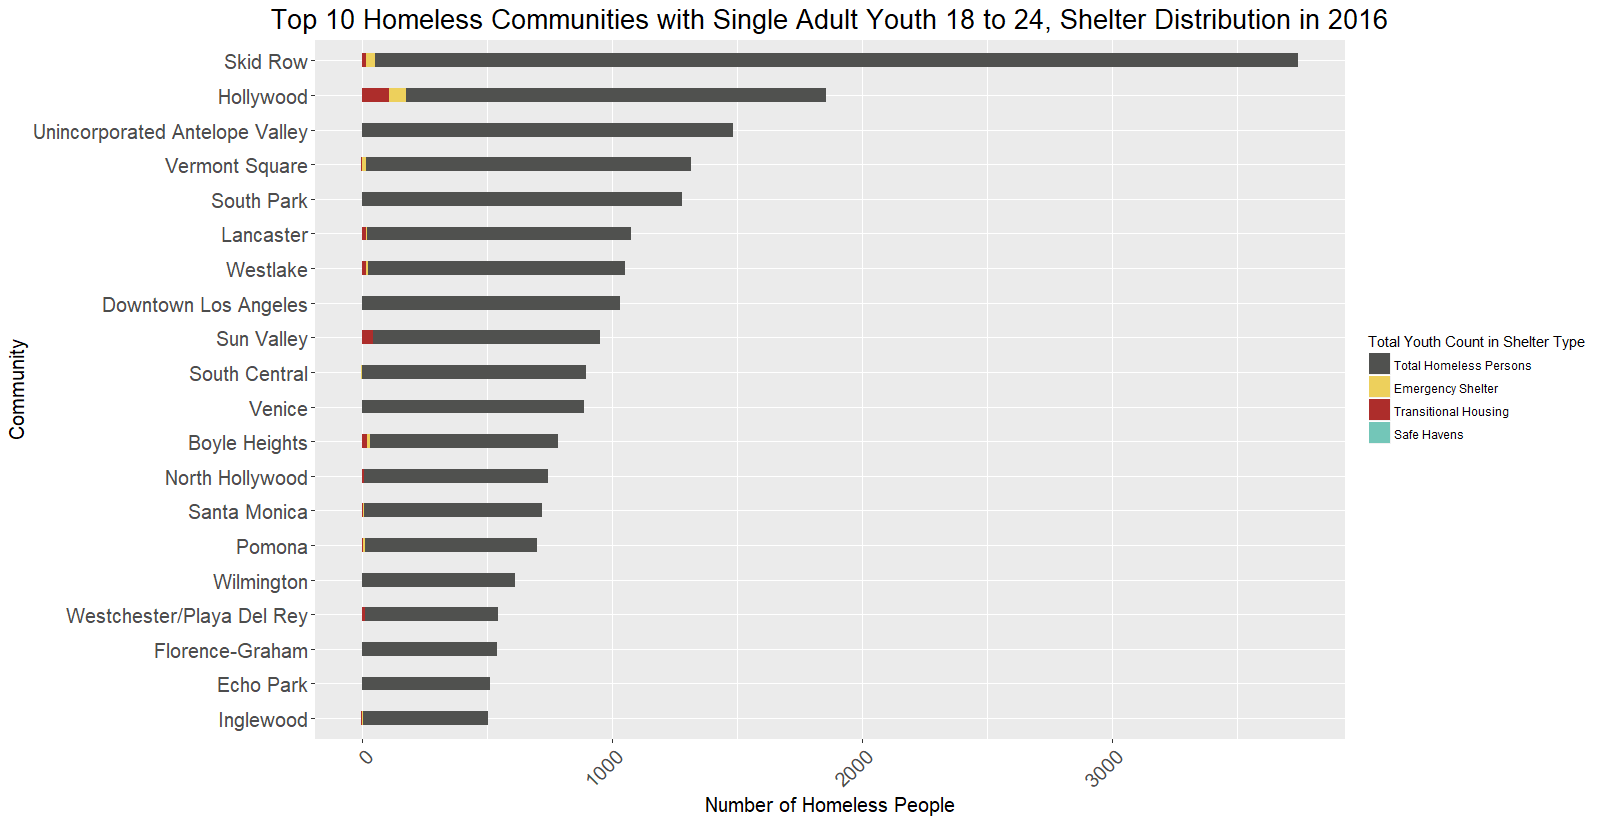 Top 10 Homeless Communities with Single Adult Youth 18 to 24, Shelter Distribution in 2016
Skid Row
Hollywood
Unincorporated Antelope Valley
Vermont Square
South Park
Lancaster
Westlake
Downtown Los Angeles
Sun Valley
South Central
Venice
Boyle Heights
North Hollywood
Santa Monica
Pomona
Wilmington
Westchester/Playa Del Rey
Florence-Graham
Echo Park
Inglewood
Community
0
1000
2000
3000
Number of Homeless People
Total Youth Count in Shelter Type
Total Homeless Persons
Emergency Shelter
Transitional Housing
Safe Havens